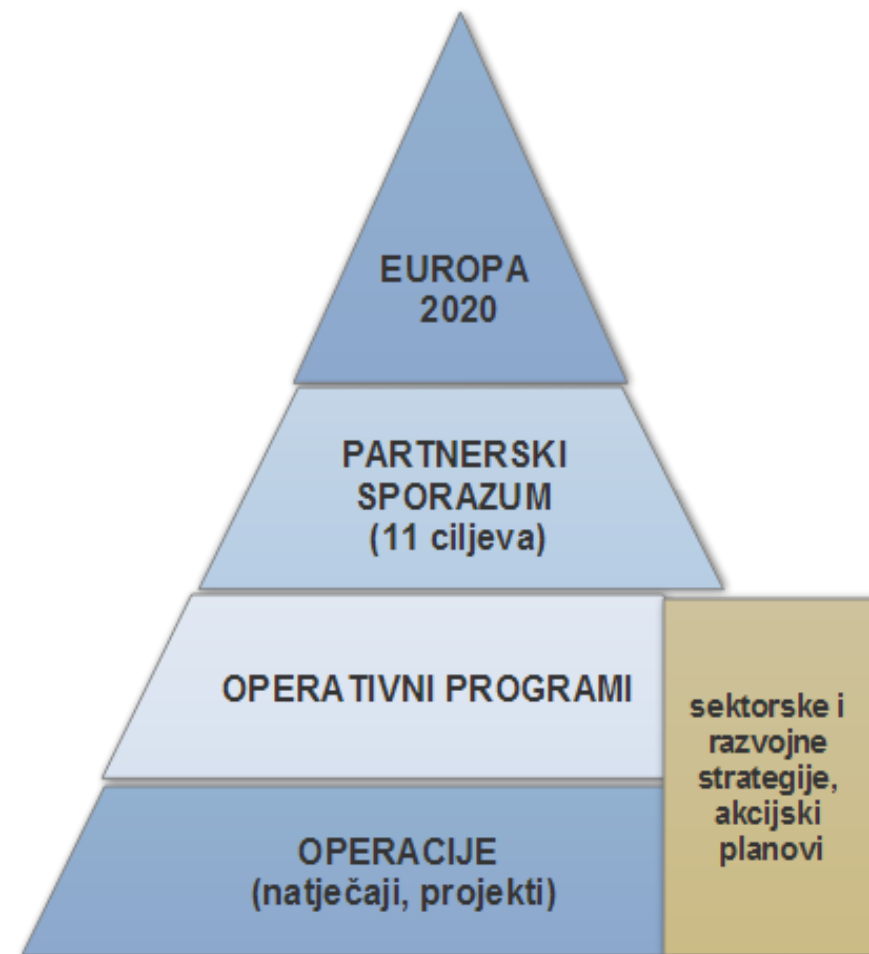 EUROPA
2020
PARTNERSKI
SPORAZUM
(11 ciljeva)
OPERATIVNI PROGRAMI
sektorske i
razvojne
strategije,
akcijski
planovi
OPERACIJE
(natječaji, projekti)